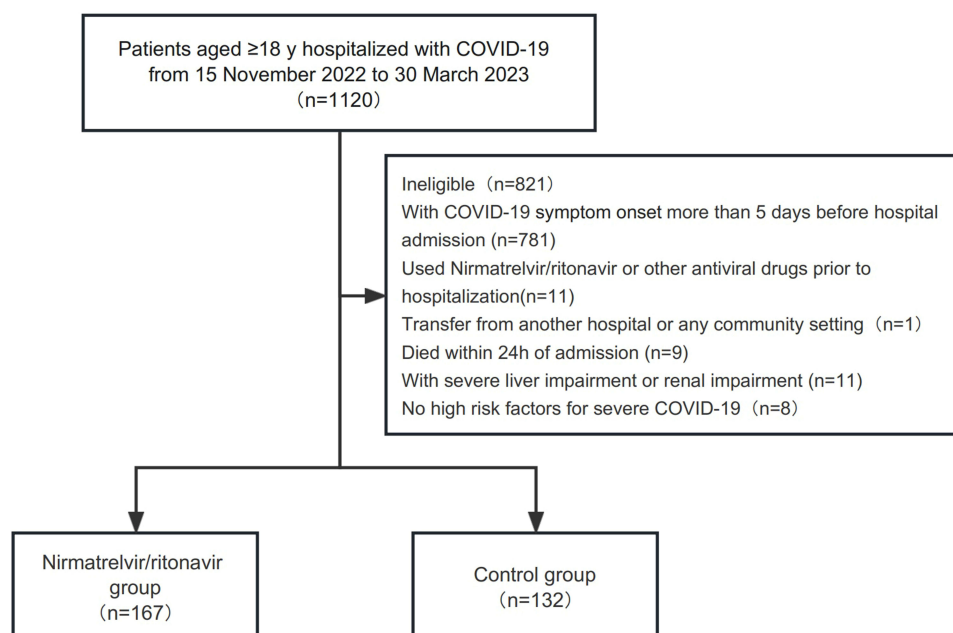 Patients aged ≥18 y hospitalized with COVID-19
from 15 November 2022 to 30 March 2023
（n=1120）
Ineligible（n=821）
With COVID-19 symptom onset more than 5 days before hospital
admission (n=781)
Used Nirmatrelvir/ritonavir or other antiviral drugs prior to
hospitalization(n=11)
Transfer from another hospital or any community setting（n=1）
Died within 24h of admission (n=9)
With severe liver impairment or renal impairment (n=11)
No high risk factors for severe COVID-19（n=8）
Nirmatrelvir/ritonavir
group
（n=167）
Control group
（n=132）